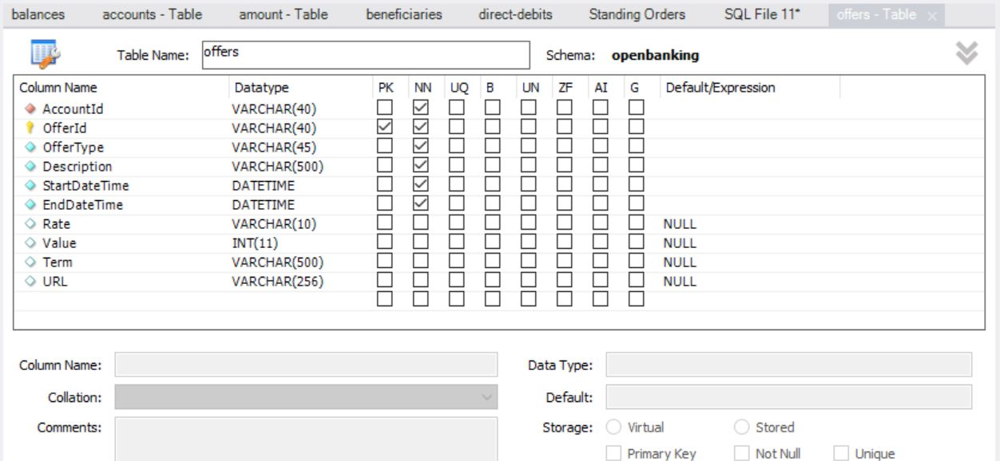 balances accounts - Table amount - Table beneficiaries direct-debits Standing Orders SQL File 11* offers - Table ×
Table Name: offers Schema: openbanking
Column Name Datatype PK NN UQ B UN ZF AI G Default/Expression
AccountId VARCHAR(40)
OfferId VARCHAR(40)
OfferType VARCHAR(45)
Description VARCHAR(500)
StartDateTime DATETIME
EndDateTime DATETIME
Rate VARCHAR(10) NULL
Value INT(11) NULL
Term VARCHAR(500) NULL
URL VARCHAR(256) NULL
Column Name: Data Type:
Collation: Default:
Comments: Storage: Virtual Stored
Primary Key Not Null Unique